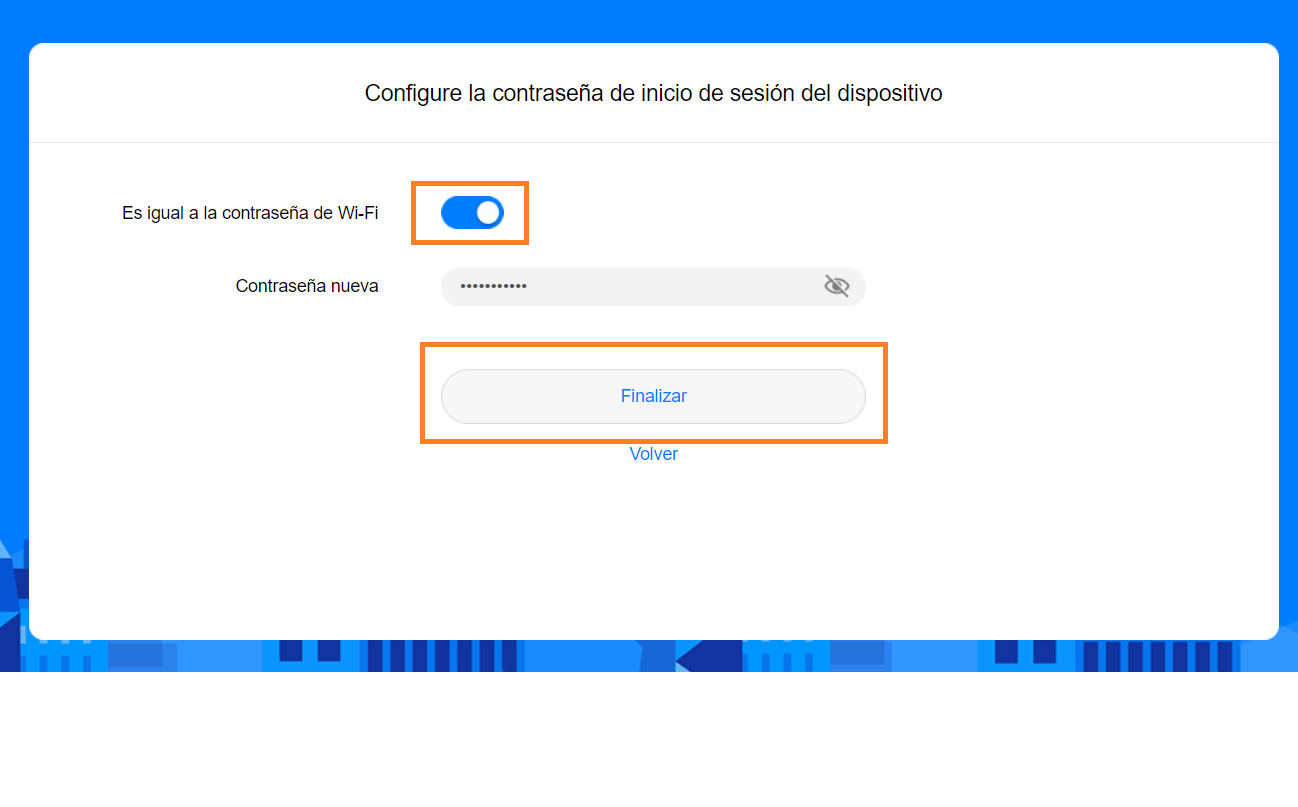 Configure la contraseña de inicio de sesión del dispositivo
Es igual a la contraseña de Wi-Fi
Contraseña nueva
•••••••••••
Finalizar
Volver